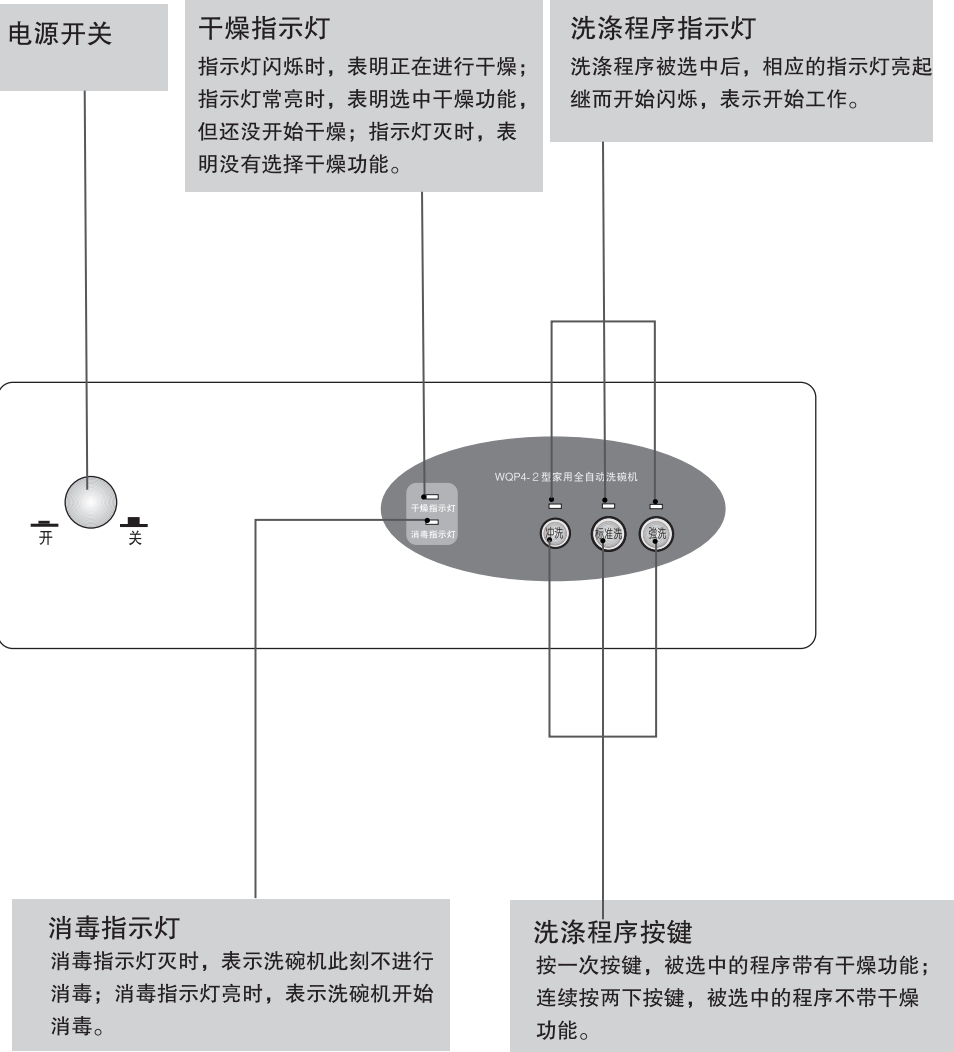 电源开关
干燥指示灯
指示灯闪烁时，表明正在进行干燥；
指示灯常亮时，表明选中干燥功能，
但还没开始干燥；指示灯灭时，表
明没有选择干燥功能。
洗涤程序指示灯
洗涤程序被选中后，相应的指示灯亮起
继而开始闪烁，表示开始工作。
WQP4-2型家用全自动洗碗机
干燥指示灯
消毒指示灯
冲洗
标准洗
强洗
开
关
消毒指示灯
消毒指示灯灭时，表示洗碗机此刻不进行
消毒；消毒指示灯亮时，表示洗碗机开始
消毒。
洗涤程序按键
按一次按键，被选中的程序带有干燥功能；
连续按两下按键，被选中的程序不带干燥
功能。